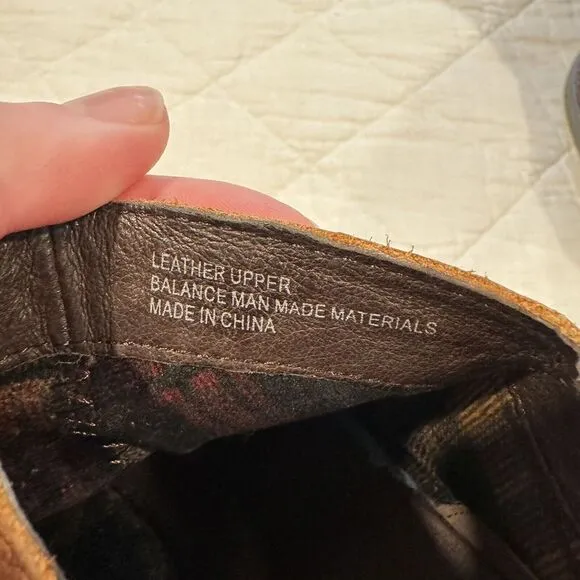 LEATHER UPPER
BALANCE MAN MADE MATERIALS
MADE IN CHINA